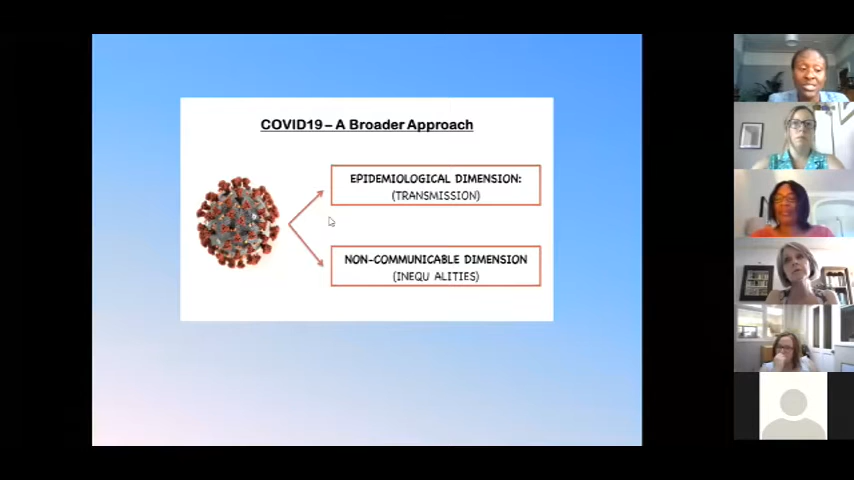 COVID19 – A Broader Approach
EPIDEMIOLOGICAL DIMENSION:
(TRANSMISSION)
NON-COMMUNICABLE DIMENSION
(INEQU ALITIES)